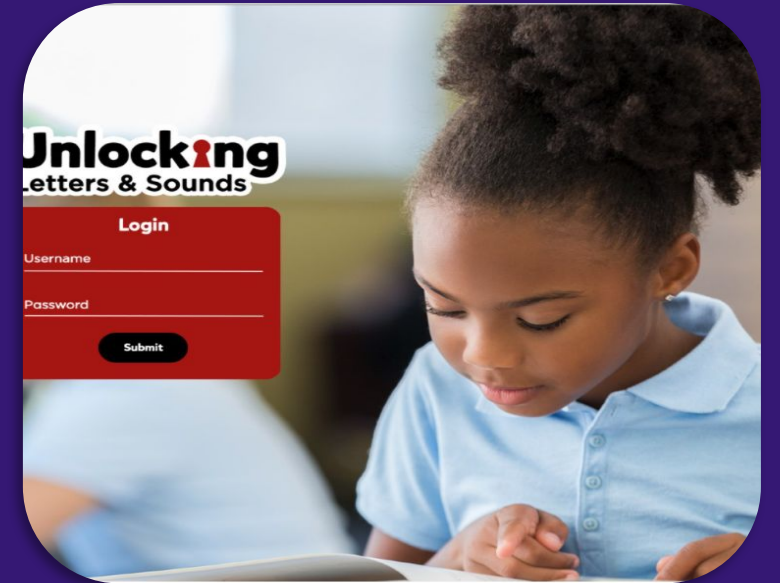 Unlocking
Letters & Sounds
Login
Username
Password
Submit